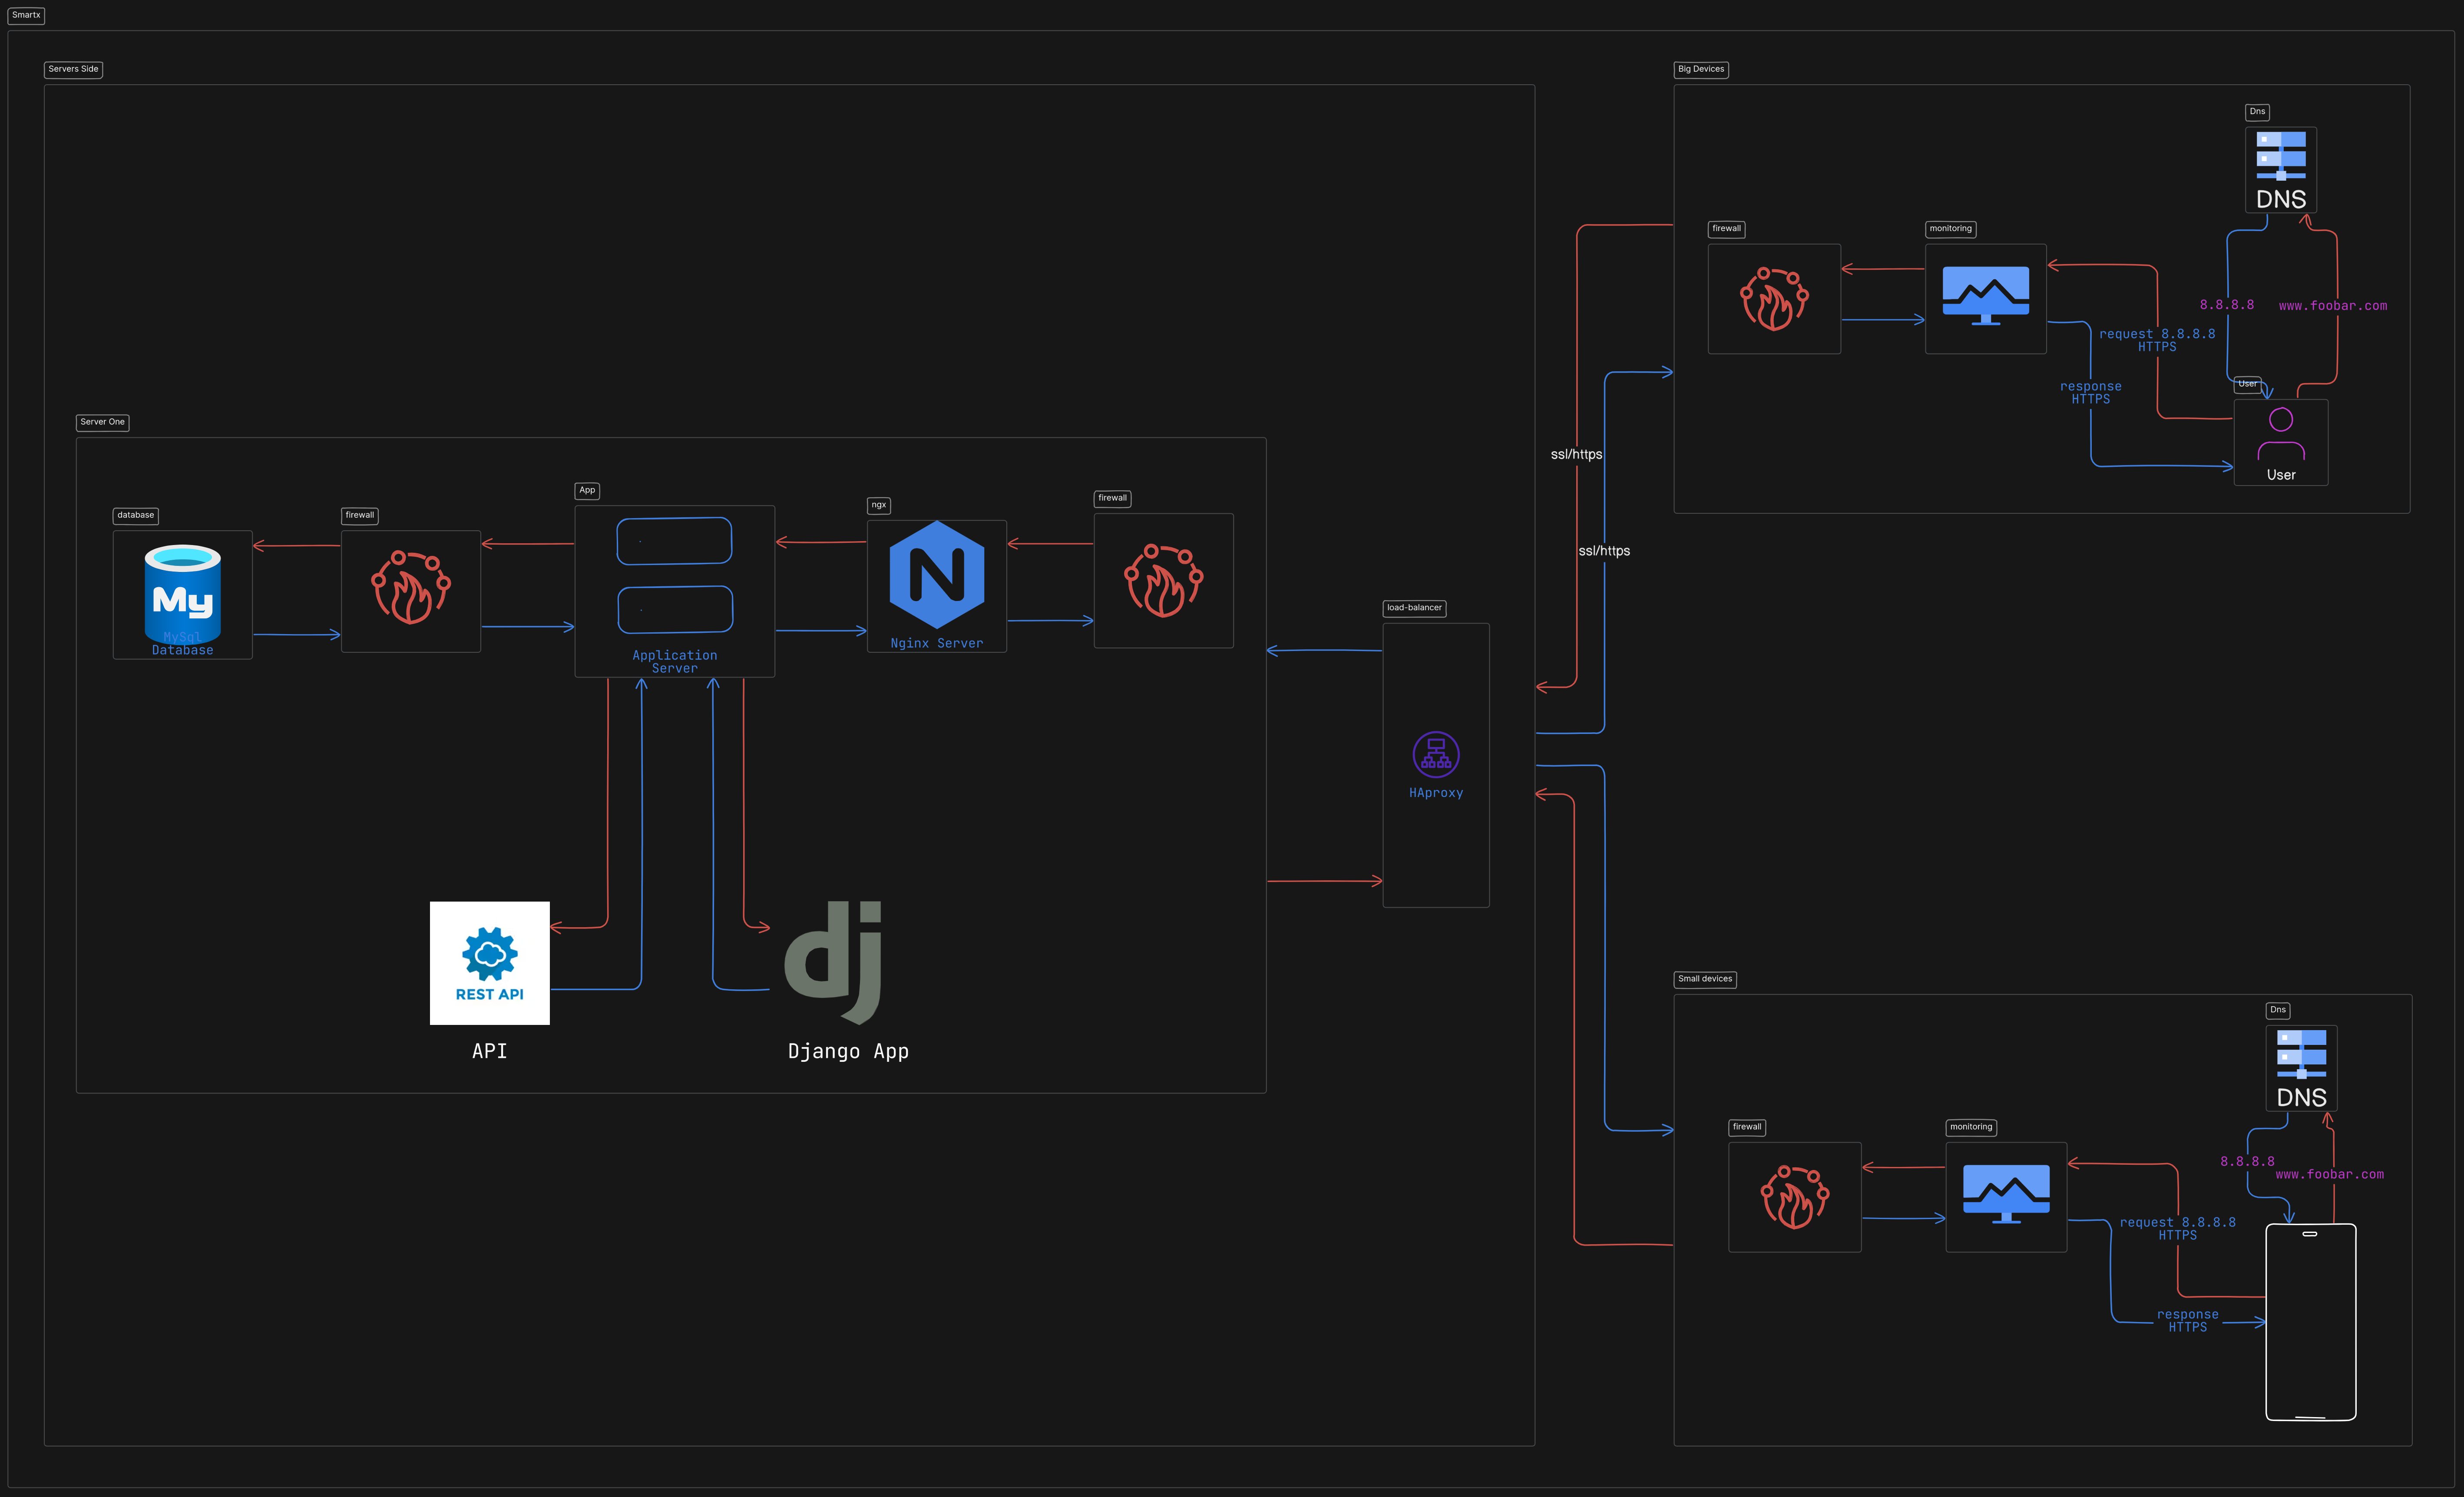 Smartx
Servers Side
Server One
database
My
MySql
Database
firewall
App
Application
Server
ngx
Nginx Server
firewall
REST API
API
dj
Django App
load-balancer
HAproxy
ssl/https
ssl/https
Big Devices
firewall
monitoring
Dns
DNS
8.8.8.8
www.foobar.com
request 8.8.8.8
HTTPS
response
HTTPS
User
User
Small devices
firewall
monitoring
Dns
DNS
8.8.8.8
www.foobar.com
request 8.8.8.8
HTTPS
response
HTTPS